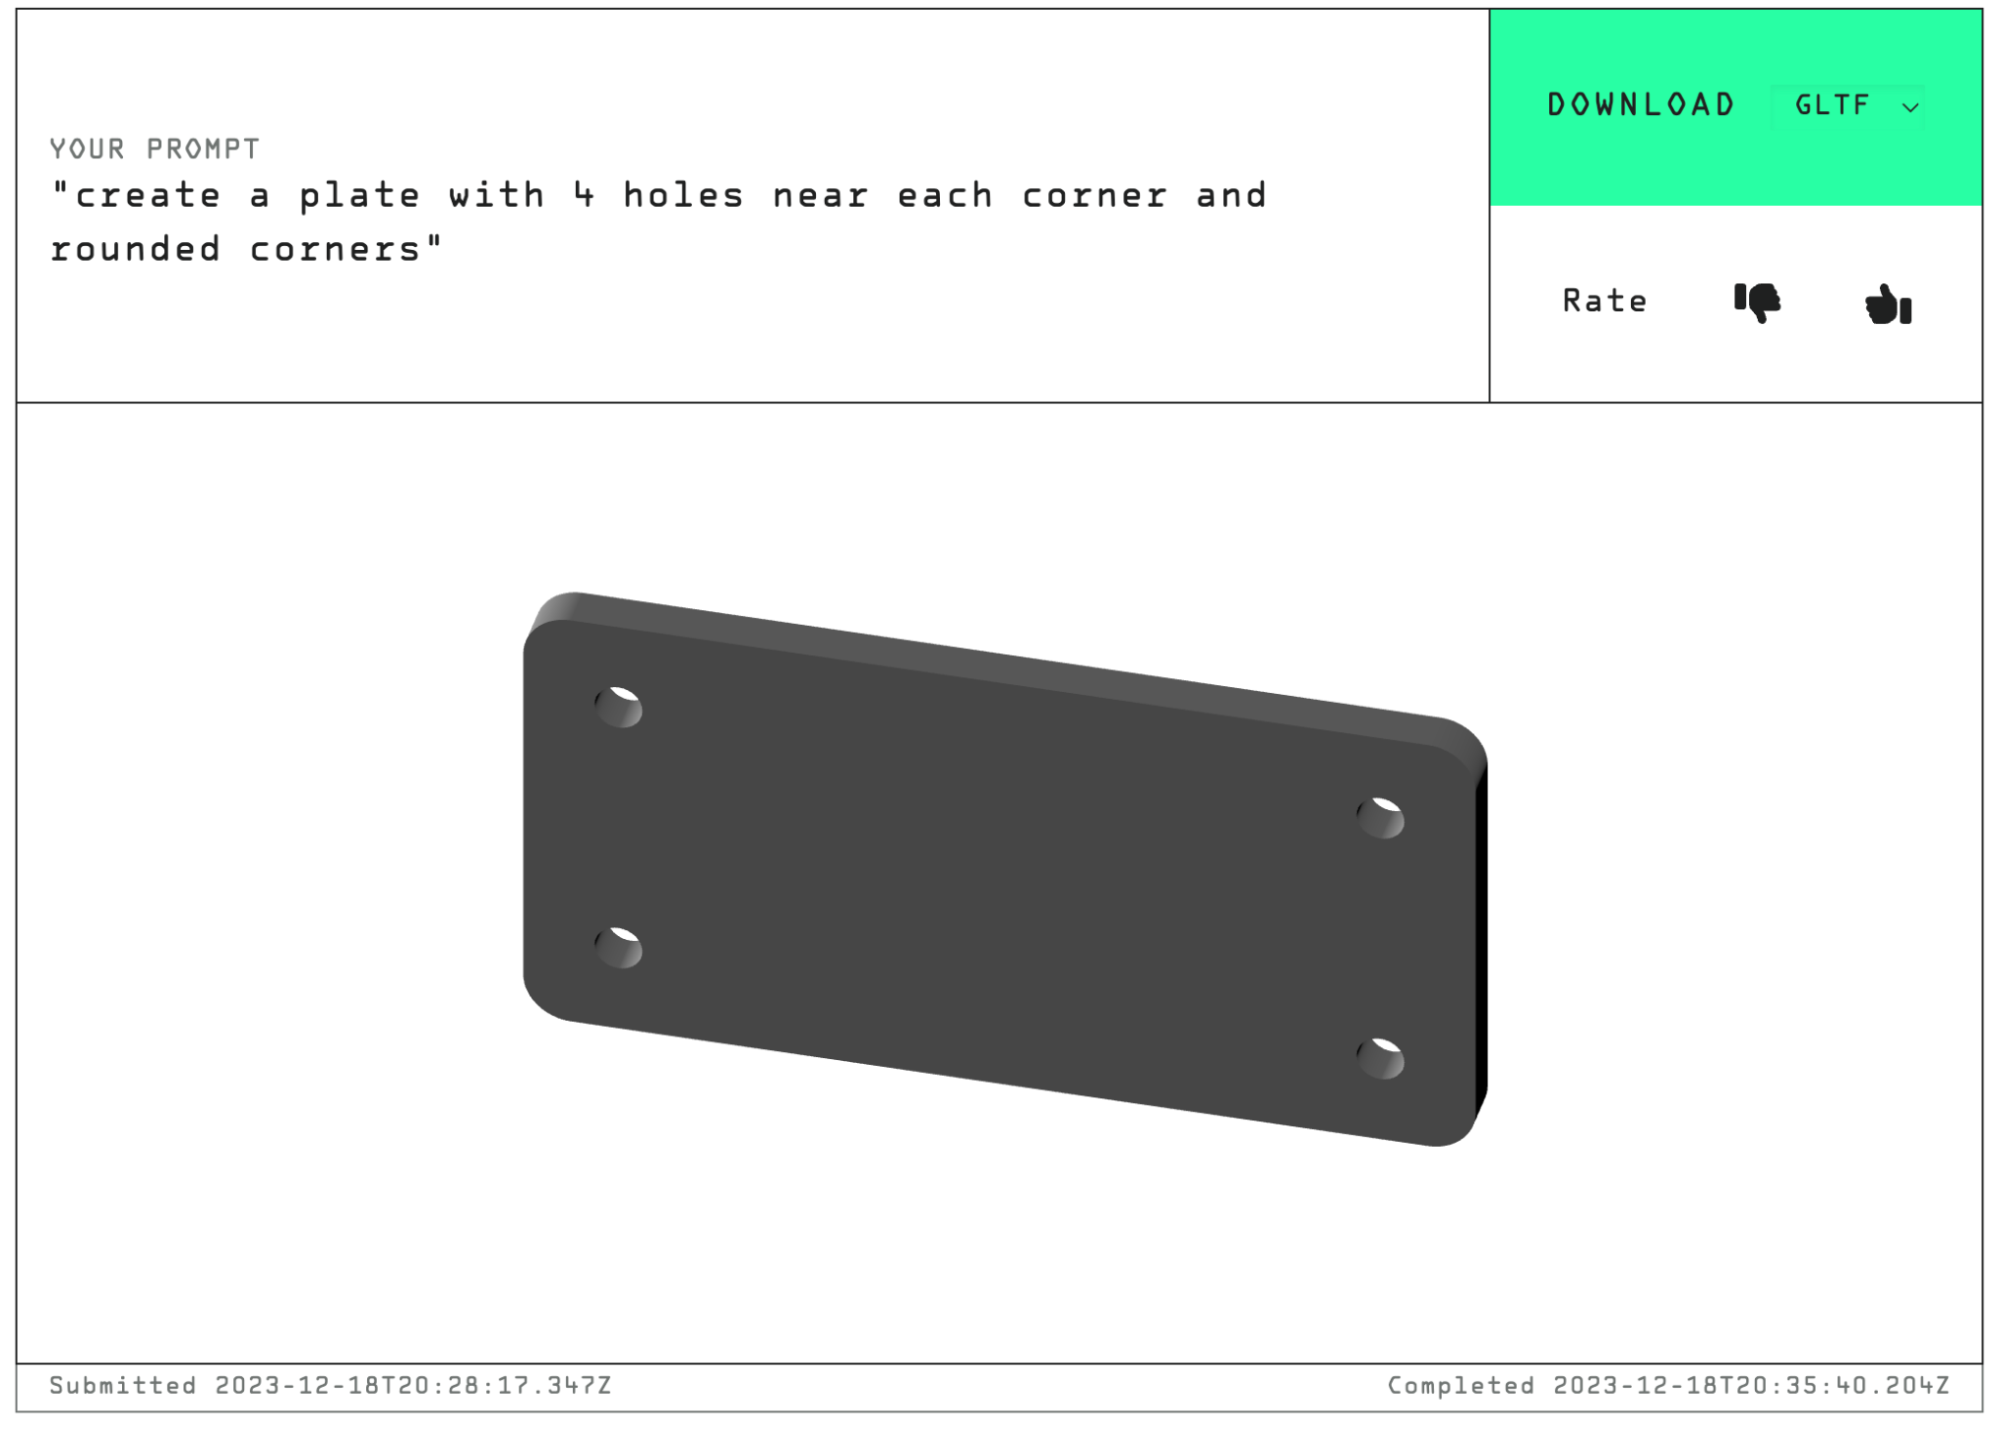 YOUR PROMPT
"create a plate with 4 holes near each corner and
rounded corners"
DOWNLOAD GLTF
Rate
Submitted 2023-12-18T20:28:17.347Z
Completed 2023-12-18T20:35:40.204Z